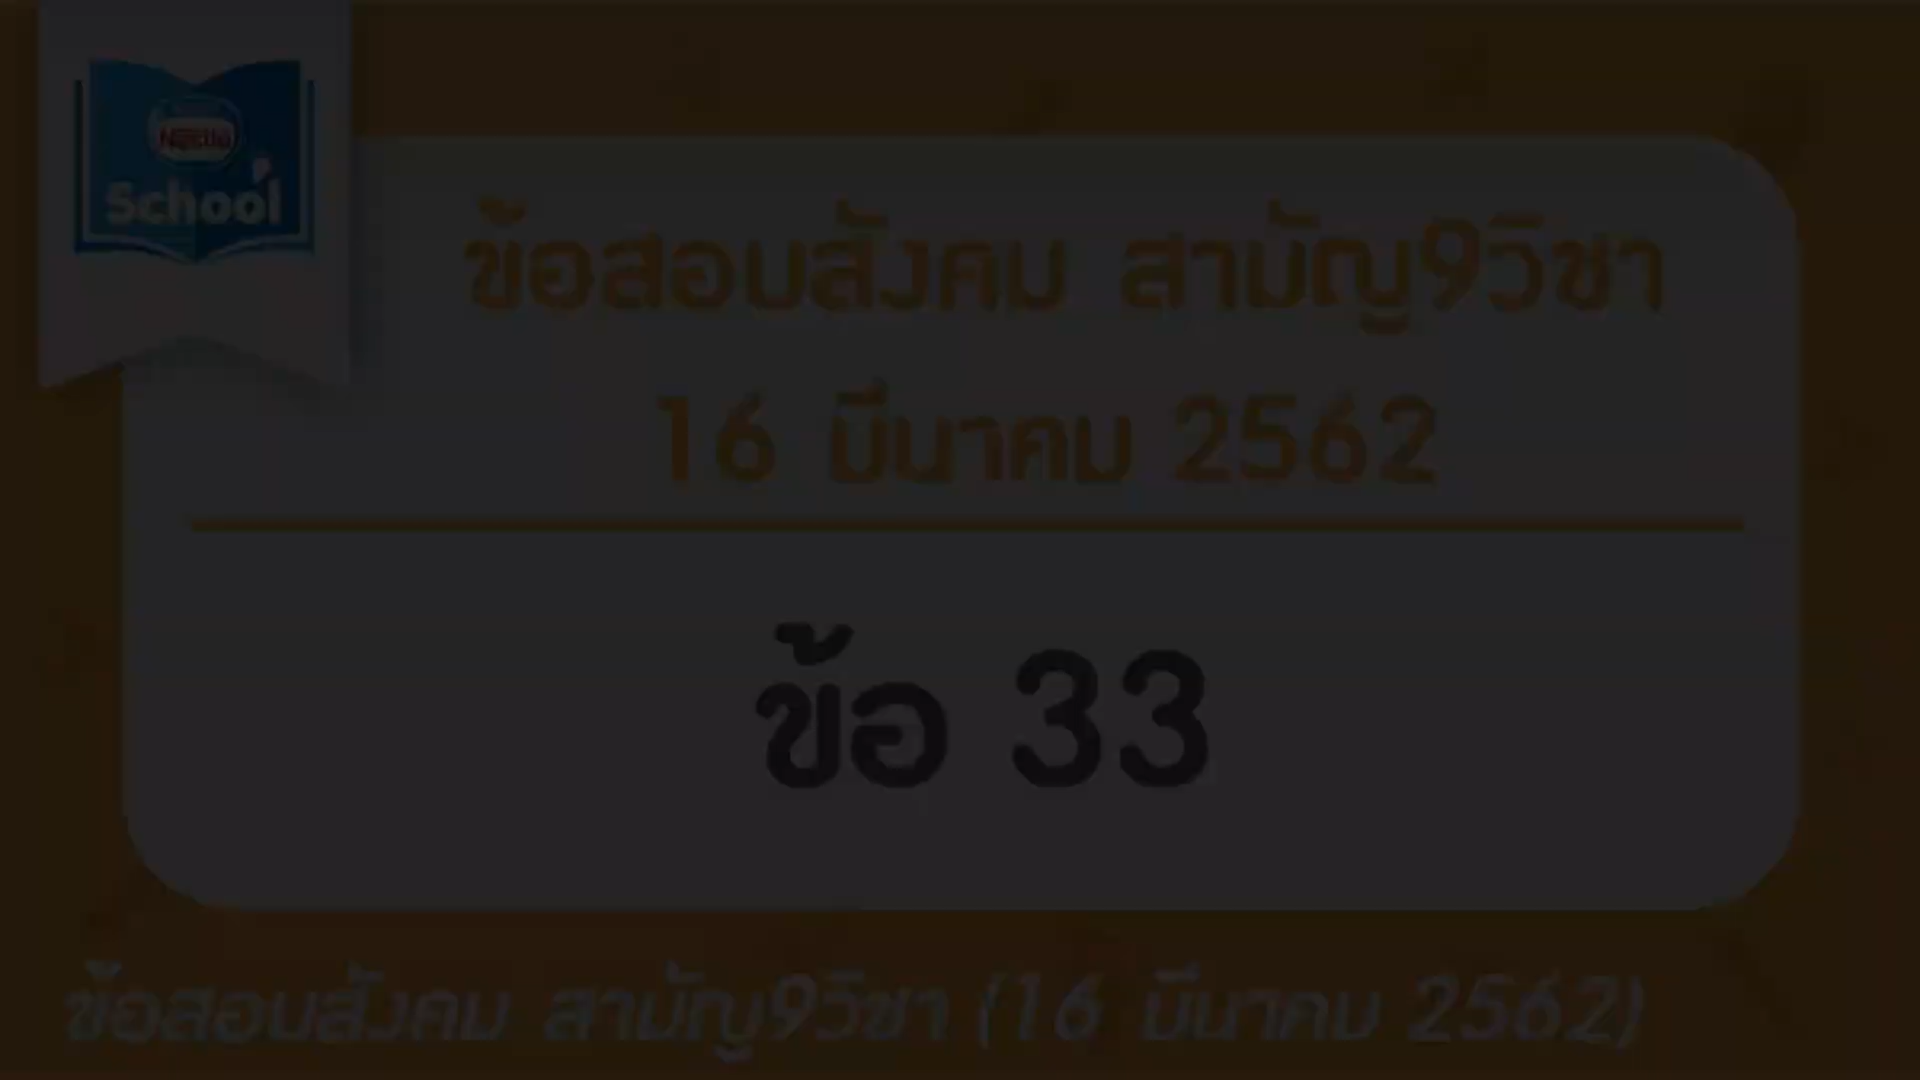 Nestlé
School
ข้อสอบสังคม สามัญ9วิชา
16 มีนาคม 2562
ข้อ 33
ข้อสอบสังคม สามัญ9วิชา (16 มีนาคม 2562)